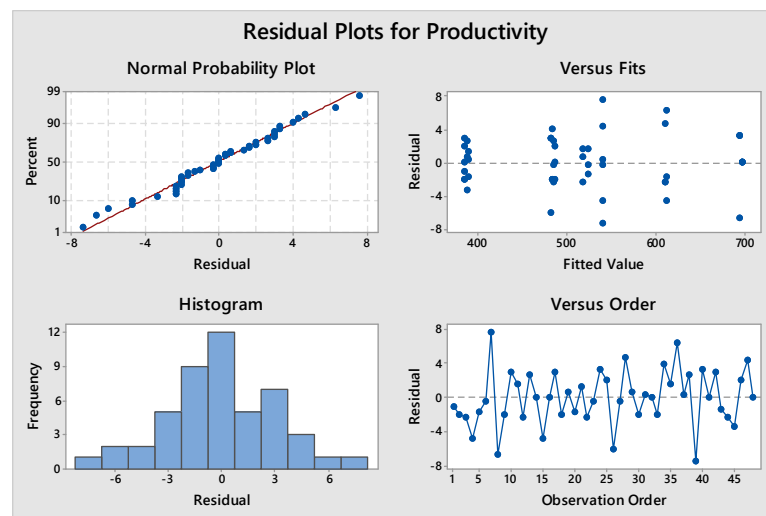 Residual Plots for Productivity
Normal Probability Plot
99
90
50
10
1
Percent
-8 -4 0 4 8
Residual
Versus Fits
8
4
0
-4
-8
Residual
400 500 600 700
Fitted Value
Histogram
12
9
6
3
0
Frequency
-6 -3 0 3 6
Residual
Versus Order
8
4
0
-4
-8
Residual
1 5 10 15 20 25 30 35 40 45
Observation Order